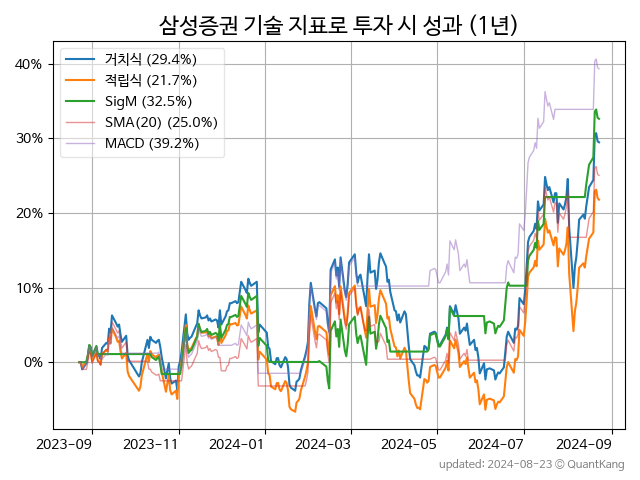 삼성증권 기술 지표로 투자 시 성과 (1년)
거치식 (29.4%)
적립식 (21.7%)
SigM (32.5%)
SMA(20) (25.0%)
MACD (39.2%)
40%
30%
20%
10%
0%
2023-09 2023-11 2024-01 2024-03 2024-05 2024-07 2024-09
updated: 2024-08-23 © QuantKang